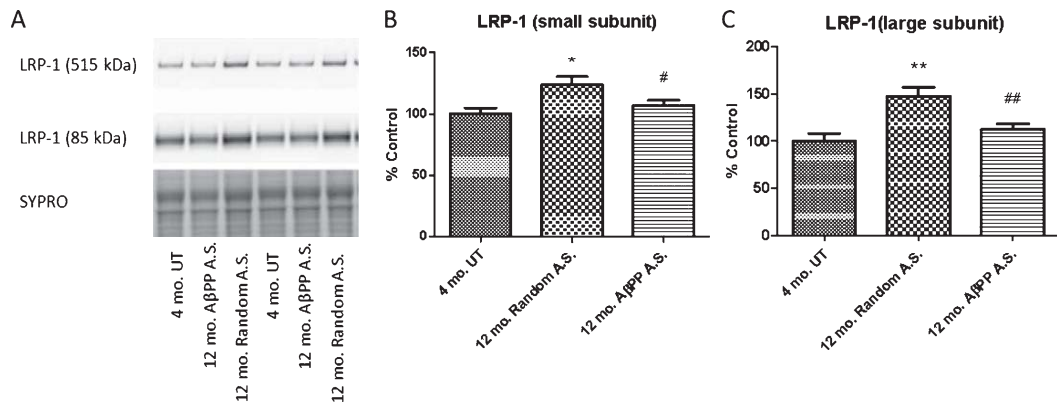 A
LRP-1 (515 kDa)
LRP-1 (85 kDa)
SYPRO
4 mo. UT
12 mo. AβPP A.S.
12 mo. Random A.S.
4 mo. UT
12 mo. AβPP A.S.
12 mo. Random A.S.
B
LRP-1 (small subunit)
% Control
150
100
50
0
*
#
4 mo. UT
12 mo. Random A.S.
12 mo. AβPP A.S.
C
LRP-1(large subunit)
% Control
200
150
100
50
0
**
##
4 mo. UT
12 mo. Random A.S.
12 mo. AβPP A.S.